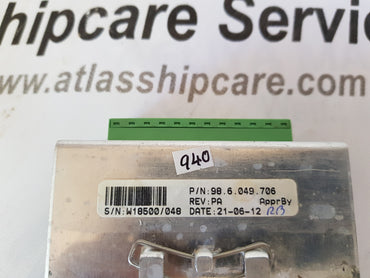 hipcare Servic
www.atlasshipcare.com
940
P/N:98.6.049.706
REV:PA ApprBy
S/N:W18500/048 DATE:21-06-12 RB